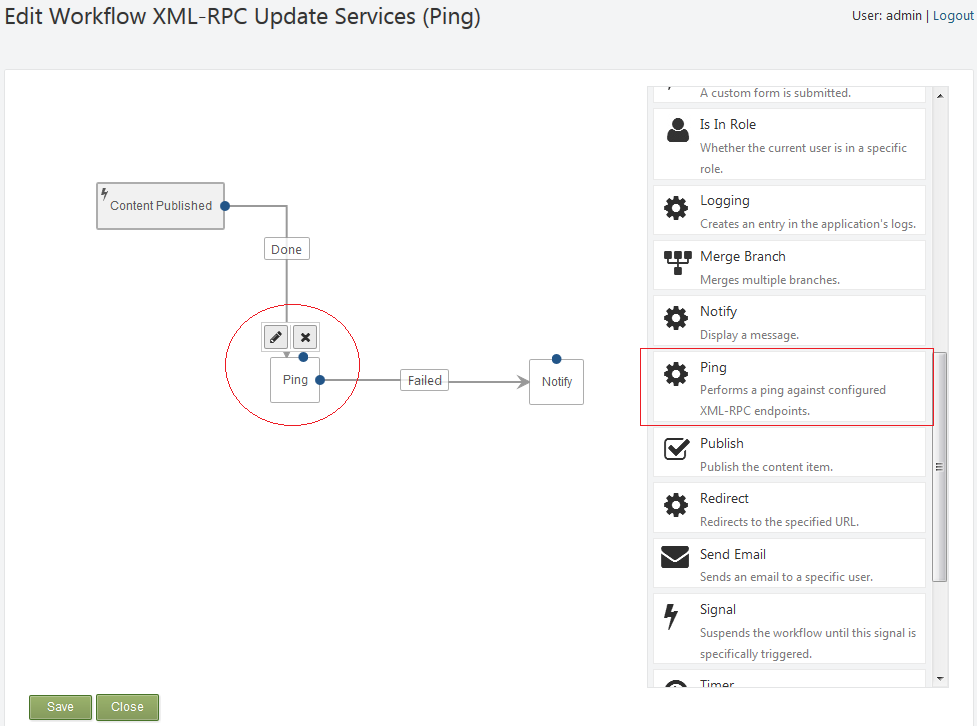 Edit Workflow XML-RPC Update Services (Ping)
User: admin | Logout
Content Published
Done
Ping
Failed
Notify
A custom form is submitted.
Is In Role
Whether the current user is in a specific
role.
Logging
Creates an entry in the application's logs.
Merge Branch
Merges multiple branches.
Notify
Display a message.
Ping
Performs a ping against configured
XML-RPC endpoints.
Publish
Publish the content item.
Redirect
Redirects to the specified URL.
Send Email
Sends an email to a specific user.
Signal
Suspends the workflow until this signal is
specifically triggered.
Timer
Save
Close